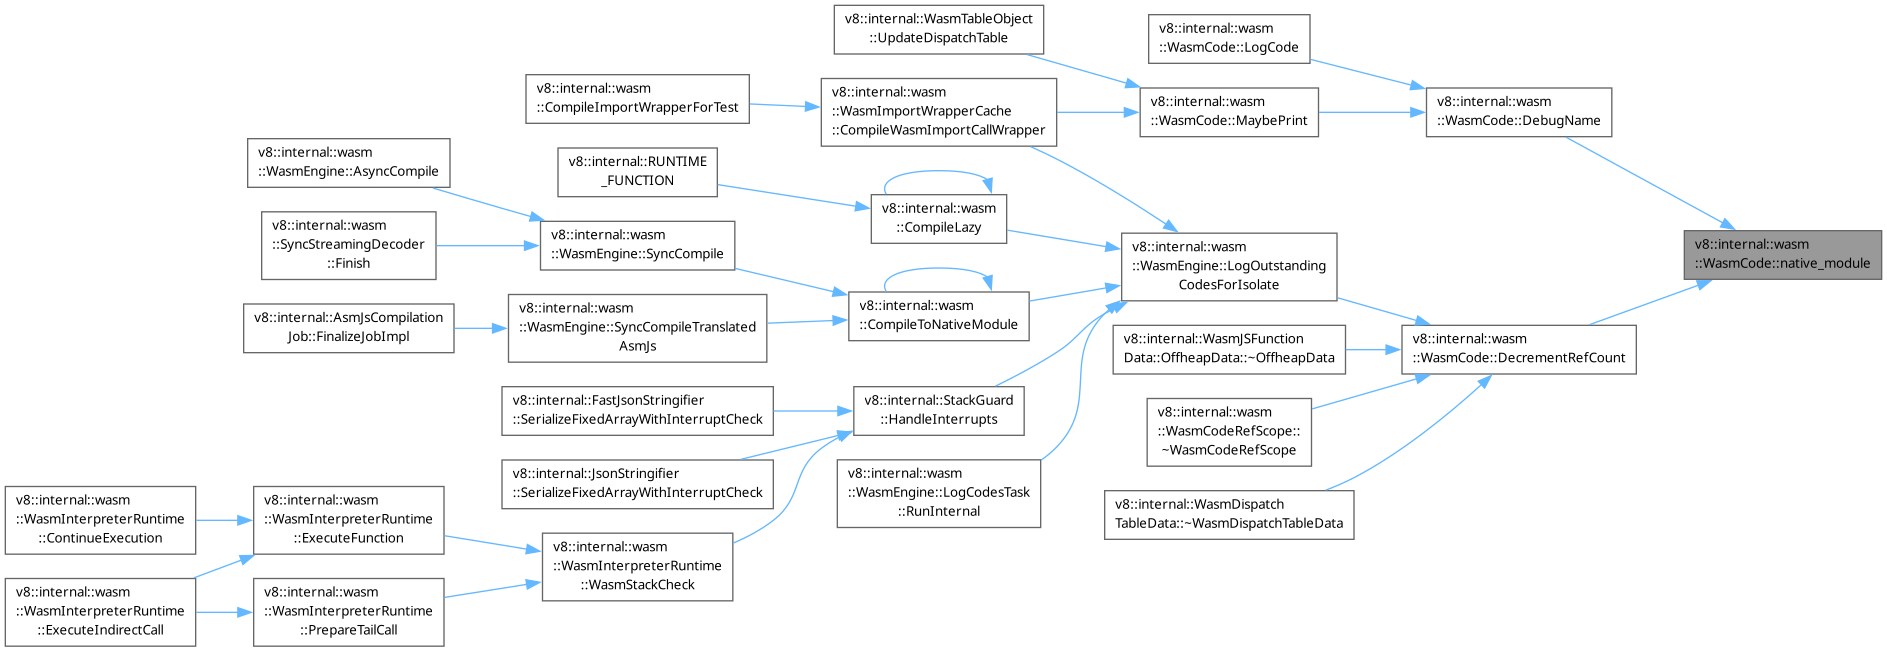 v8::internal::WasmTableObject
::UpdateDispatchTable
v8::internal::wasm
::WasmCode::LogCode
v8::internal::wasm
::CompileImportWrapperForTest
v8::internal::wasm
::WasmImportWrapperCache
::CompileWasmImportCallWrapper
v8::internal::wasm
::WasmCode::MaybePrint
v8::internal::wasm
::WasmCode::DebugName
v8::internal::wasm
::WasmEngine::AsyncCompile
v8::internal::RUNTIME
_FUNCTION
v8::internal::wasm
::CompileLazy
v8::internal::wasm
::SyncStreamingDecoder
::Finish
v8::internal::wasm
::WasmEngine::SyncCompile
v8::internal::wasm
::WasmEngine::LogOutstanding
CodesForIsolate
v8::internal::wasm
::WasmCode::native_module
v8::internal::AsmJsCompilation
Job::FinalizeJobImpl
v8::internal::wasm
::WasmEngine::SyncCompileTranslated
AsmJs
v8::internal::wasm
::CompileToNativeModule
v8::internal::WasmJSFunction
Data::OffheapData::~OffheapData
v8::internal::wasm
::WasmCode::DecrementRefCount
v8::internal::FastJsonStringifier
::SerializeFixedArrayWithInterruptCheck
v8::internal::StackGuard
::HandleInterrupts
v8::internal::wasm
::WasmCodeRefScope::
~WasmCodeRefScope
v8::internal::JsonStringifier
::SerializeFixedArrayWithInterruptCheck
v8::internal::wasm
::WasmEngine::LogCodesTask
::RunInternal
v8::internal::WasmDispatch
TableData::~WasmDispatchTableData
v8::internal::wasm
::WasmInterpreterRuntime
::ContinueExecution
v8::internal::wasm
::WasmInterpreterRuntime
::ExecuteFunction
v8::internal::wasm
::WasmInterpreterRuntime
::WasmStackCheck
v8::internal::wasm
::WasmInterpreterRuntime
::ExecuteIndirectCall
v8::internal::wasm
::WasmInterpreterRuntime
::PrepareTailCall